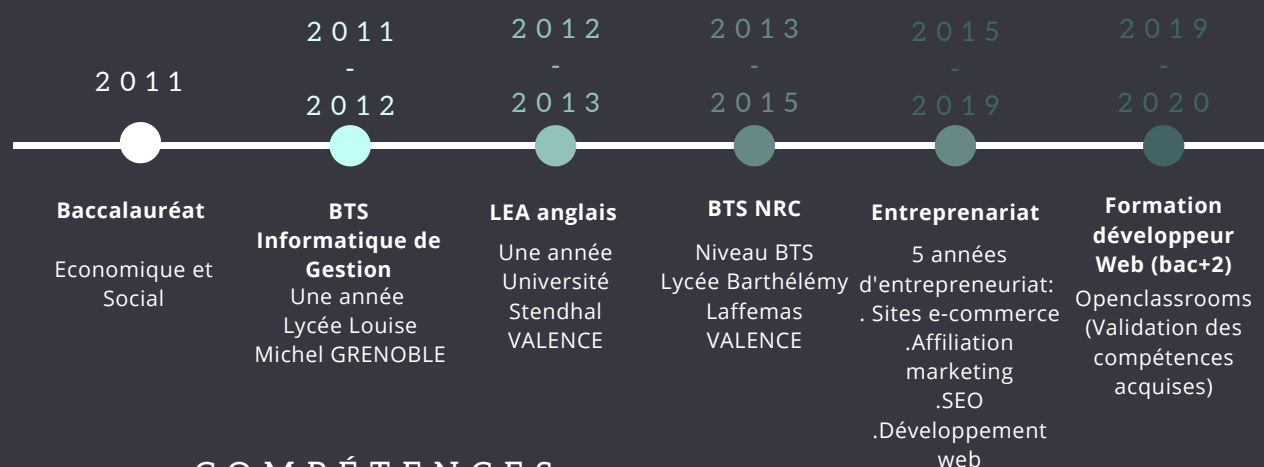 2011
Baccalauréat
Economique et
Social
2011
-
2012
BTS
Informatique de
Gestion
Une année
Lycée Louise
Michel GRENOBLE
2012
-
2013
LEA anglais
Une année
Université
Stendhal
VALENCE
2013
-
2015
BTS NRC
Niveau BTS
Lycée Barthélémy
Laffemas
VALENCE
2015
-
2019
Entreprenariat
5 années
d'entrepreneuriat:
. Sites e-commerce
.Affiliation
marketing
.SEO
.Développement
web
2019
-
2020
Formation
développeur
Web (bac+2)
Openclassrooms
(Validation des
compétences
acquises)
COMPÉTENCES